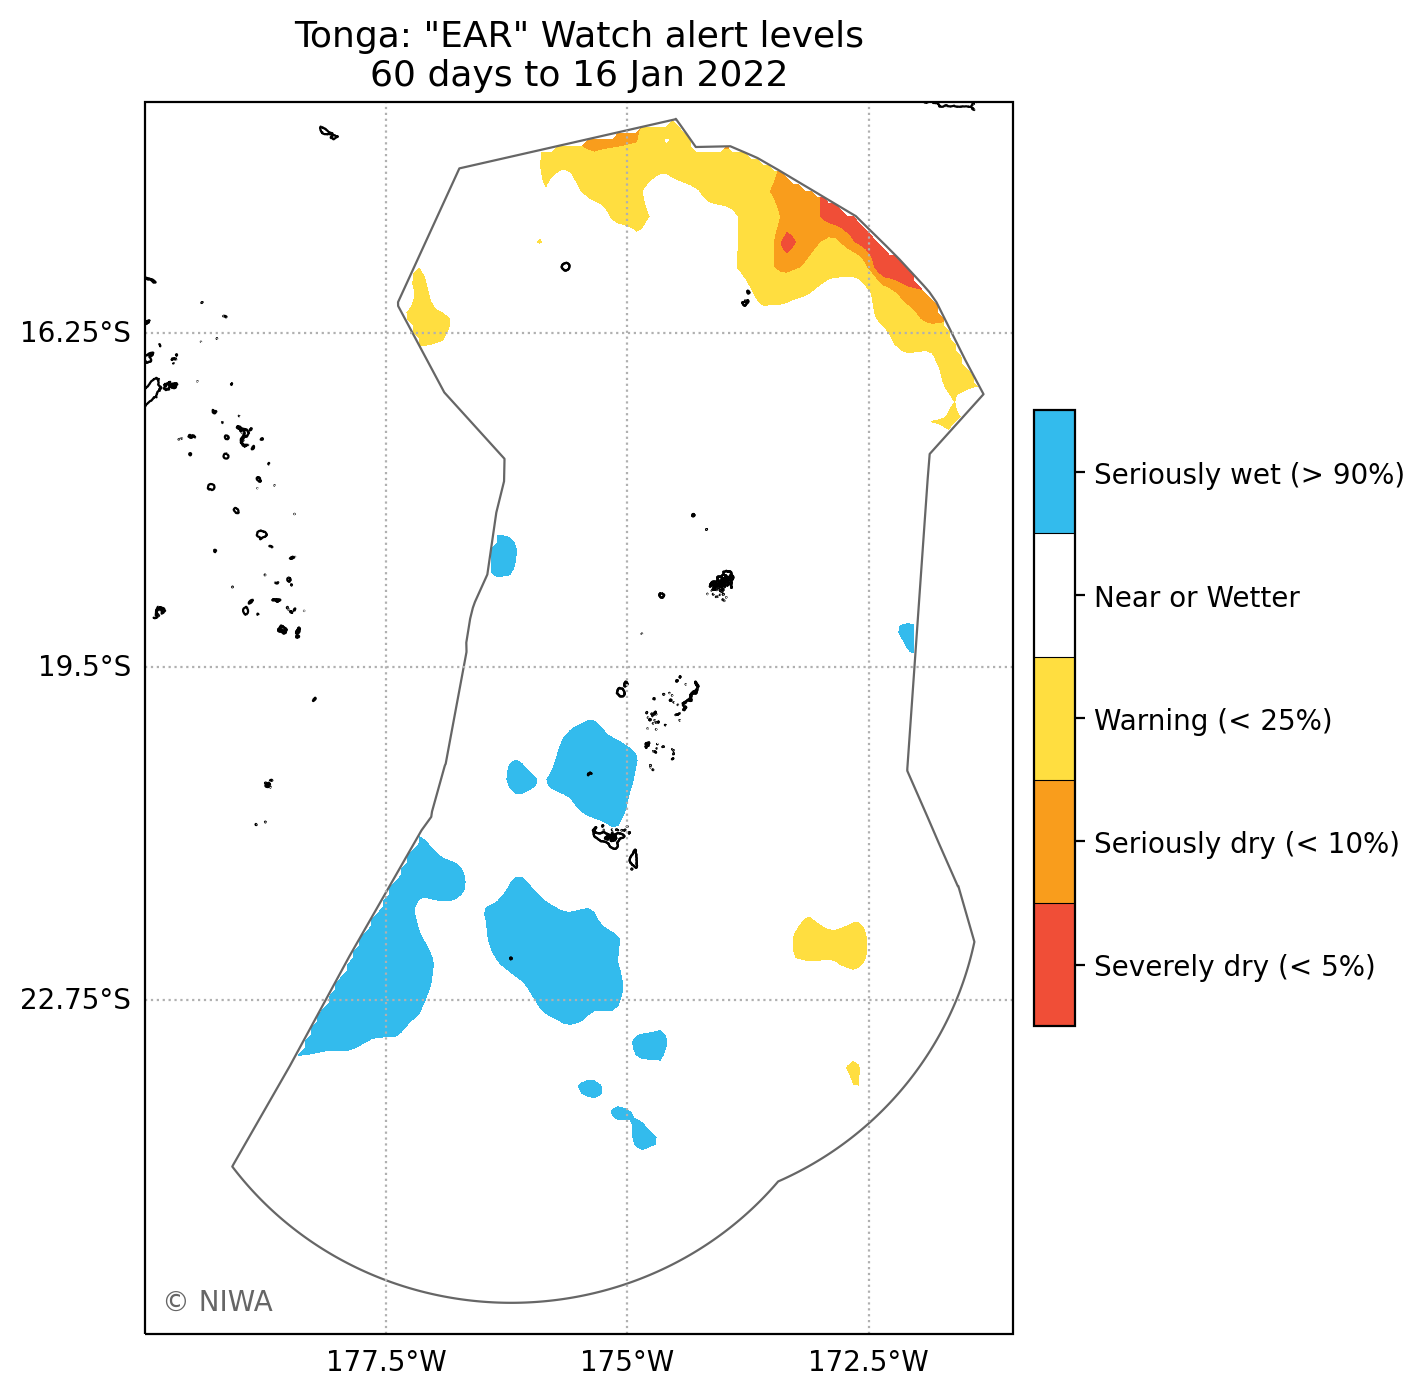 Tonga: "EAR" Watch alert levels
60 days to 16 Jan 2022
16.25°S
19.5°S
22.75°S
177.5°W
175°W
172.5°W
Seriously wet (> 90%)
Near or Wetter
Warning (< 25%)
Seriously dry (< 10%)
Severely dry (< 5%)
© NIWA